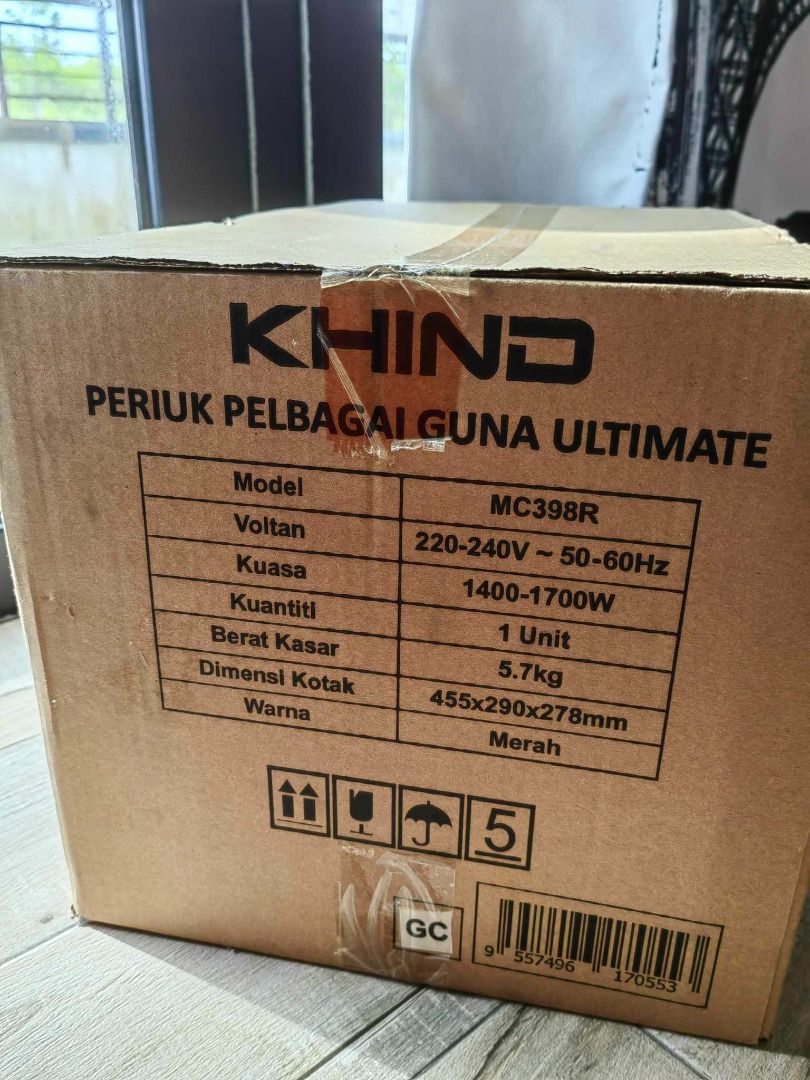 KHIND
PERIUK PELBAGAI GUNA ULTIMATE
Model MC398R
Voltan 220-240V ~ 50-60Hz
Kuasa 1400-1700W
Kuantiti 1 Unit
Berat Kasar 5.7kg
Dimensi Kotak 455x290x278mm
Warna Merah
5
GC
9 557496 170553